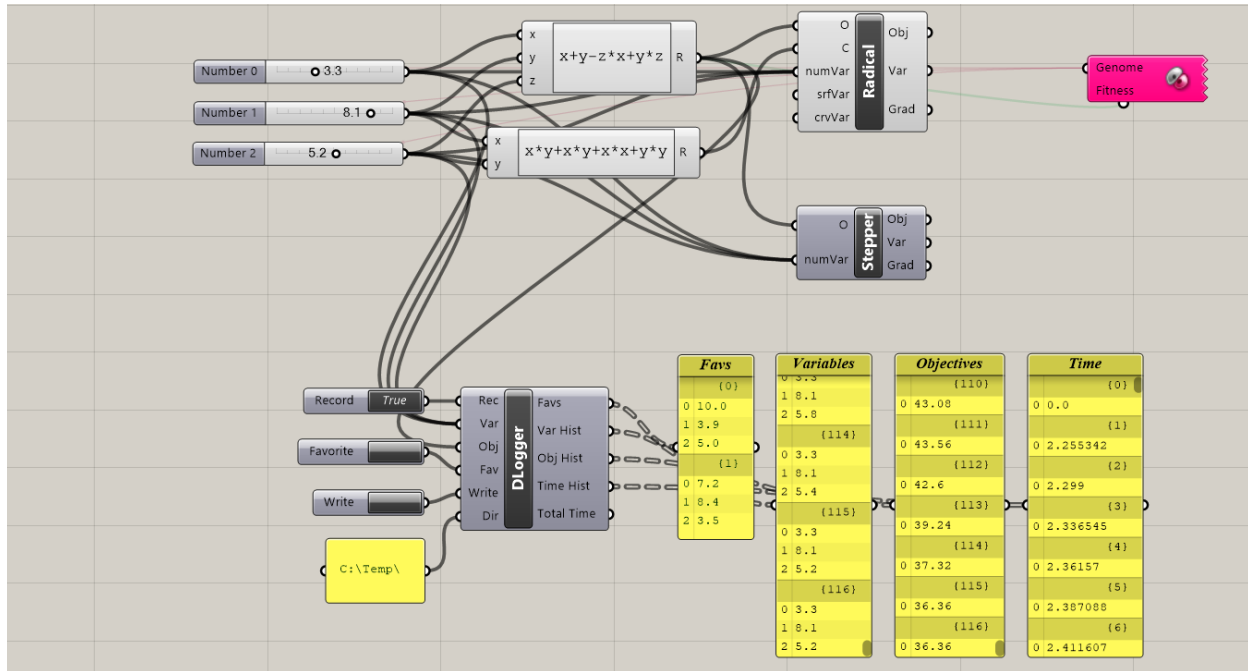 Number 0
3.3
Number 1
8.1
Number 2
5.2
x
y
z
x+y-z*x+y*z
R
x
y
x*y+x*y+x*x+y*y
R
O
C
numVar
srfVar
crvVar
Radical
Obj
Var
Grad
Genome
Fitness
O
numVar
Stepper
Obj
Var
Grad
Record
True
Favorite
Write
C:\Temp\
Rec
Var
Obj
Fav
Write
Dir
DLogger
Favs
Var Hist
Obj Hist
Time Hist
Total Time
Favs
{0}
0 10.0
1 3.9
2 5.0
{1}
0 7.2
1 8.4
2 3.5
Variables
0 3.3
1 8.1
2 5.8
{114}
0 3.3
1 8.1
2 5.4
{115}
0 3.3
1 8.1
2 5.2
{116}
0 3.3
1 8.1
2 5.2
Objectives
{110}
0 43.08
{111}
0 43.56
{112}
0 42.6
{113}
0 39.24
{114}
0 37.32
{115}
0 36.36
{116}
0 36.36
Time
{0}
0 0.0
{1}
0 2.255342
{2}
0 2.299
{3}
0 2.336545
{4}
0 2.36157
{5}
0 2.387088
{6}
0 2.411607